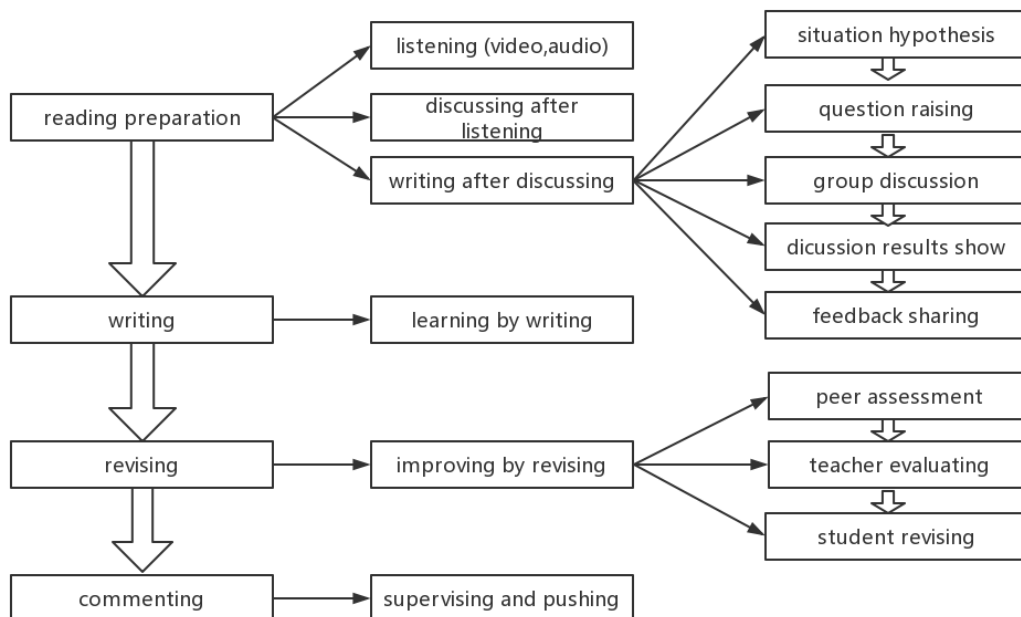 reading preparation
listening (video,audio)
discussing after
listening
writing after discussing
situation hypothesis
question raising
group discussion
dicussion results show
feedback sharing
writing
learning by writing
revising
improving by revising
peer assessment
teacher evaluating
student revising
commenting
supervising and pushing